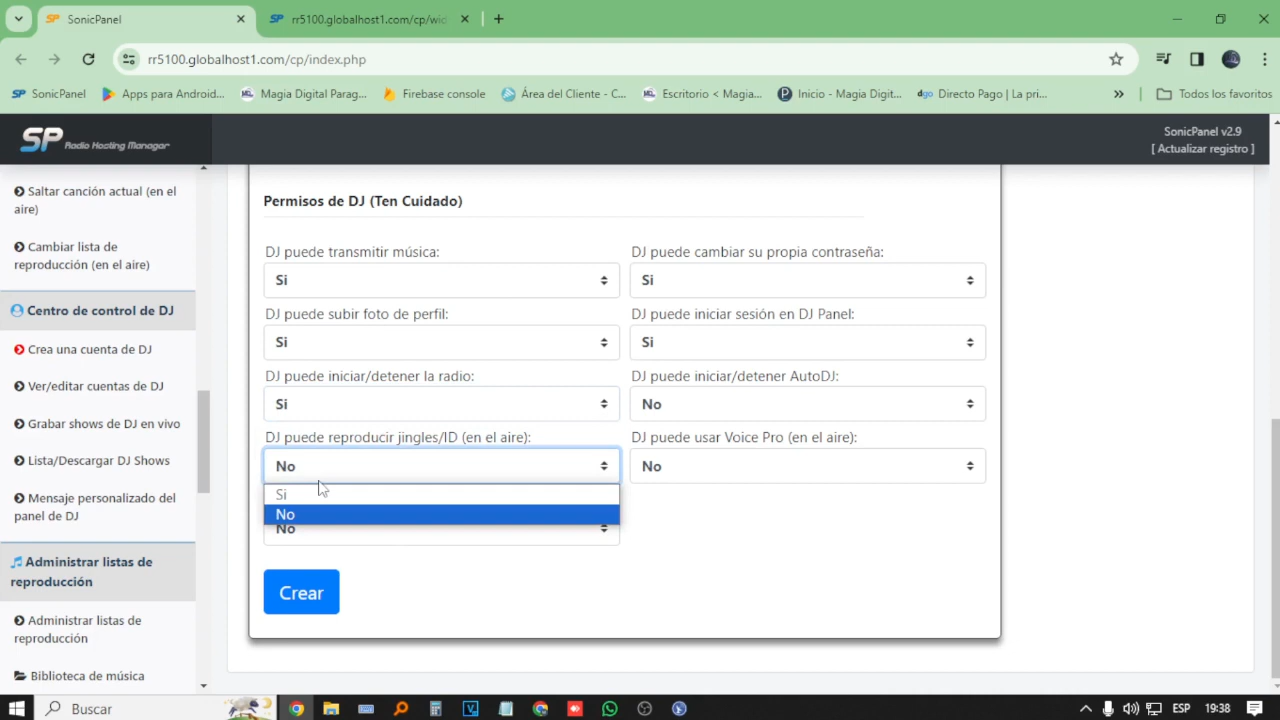 SonicPanel
SP rr5100.globalhost1.com/cp/wid
rr5100.globalhost1.com/cp/index.php
SP SonicPanel
Apps para Android...
MDL Magia Digital Parag...
Firebase console
Área del Cliente - C...
MDL Escritorio < Magia...
Inicio - Magia Digit...
dgo Directo Pago | La pri...
»
Todos los favoritos
SP Radio Hosting Manager
SonicPanel v2.9
[ Actualizar registro ]
Saltar canción actual (en el
aire)
Cambiar lista de
reproducción (en el aire)
Centro de control de DJ
Crea una cuenta de DJ
Ver/editar cuentas de DJ
Grabar shows de DJ en vivo
Lista/Descargar DJ Shows
Mensaje personalizado del
panel de DJ
Administrar listas de
reproducción
Administrar listas de
reproducción
Biblioteca de música
Permisos de DJ (Ten Cuidado)
DJ puede transmitir música:
Si
DJ puede cambiar su propia contraseña:
Si
DJ puede subir foto de perfil:
Si
DJ puede iniciar sesión en DJ Panel:
Si
DJ puede iniciar/detener la radio:
Si
DJ puede iniciar/detener AutoDJ:
No
DJ puede reproducir jingles/ID (en el aire):
No
DJ puede usar Voice Pro (en el aire):
No
Si
No
No
Crear
Buscar
ESP
19:38